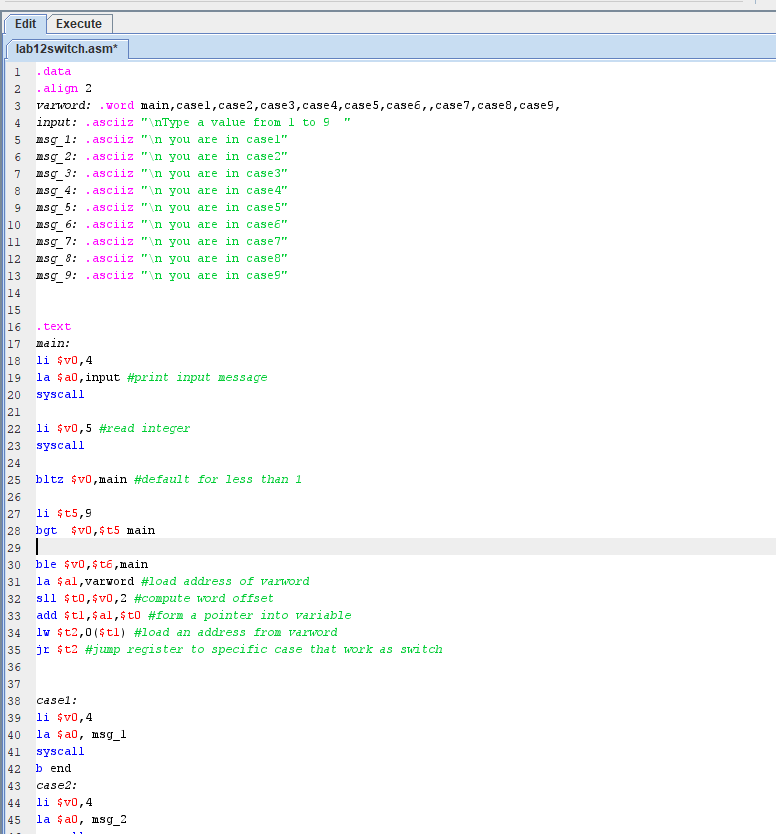 Edit Execute
lab12switch.asm*
1 .data
2 .align 2
3 varword: .word main,case1,case2,case3,case4,case5,case6,,case7,case8,case9,
4 input: .asciiz "\nType a value from 1 to 9  "
5 msg_1: .asciiz "\n you are in case1"
6 msg_2: .asciiz "\n you are in case2"
7 msg_3: .asciiz "\n you are in case3"
8 msg_4: .asciiz "\n you are in case4"
9 msg_5: .asciiz "\n you are in case5"
10 msg_6: .asciiz "\n you are in case6"
11 msg_7: .asciiz "\n you are in case7"
12 msg_8: .asciiz "\n you are in case8"
13 msg_9: .asciiz "\n you are in case9"
14
15
16 .text
17 main:
18 li $v0,4
19 la $a0,input #print input message
20 syscall
21
22 li $v0,5 #read integer
23 syscall
24
25 bltz $v0,main #default for less than 1
26
27 li $t5,9
28 bgt  $v0,$t5 main
29
30 ble $v0,$t6,main
31 la $a1,varword #load address of varword
32 sll $t0,$v0,2 #compute word offset
33 add $t1,$a1,$t0 #form a pointer into variable
34 lw $t2,0($t1) #load an address from varword
35 jr $t2 #jump register to specific case that work as switch
36
37
38 case1:
39 li $v0,4
40 la $a0, msg_1
41 syscall
42 b end
43 case2:
44 li $v0,4
45 la $a0, msg_2